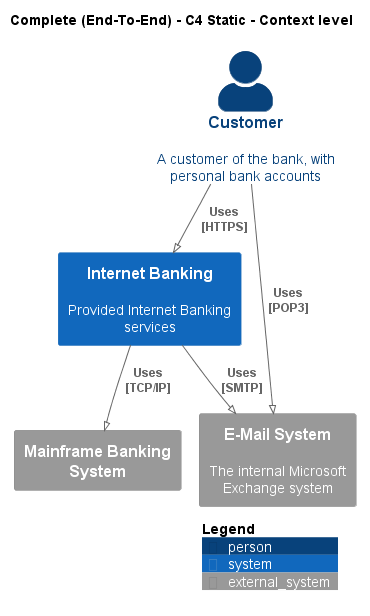 Complete (End-To-End) - C4 Static - Context level
Customer
A customer of the bank, with
personal bank accounts
Uses
[HTTPS]
Internet Banking
Provided Internet Banking
services
Uses
[POP3]
Uses
[TCP/IP]
Uses
[SMTP]
Mainframe Banking
System
E-Mail System
The internal Microsoft
Exchange system
Legend
person
system
external_system